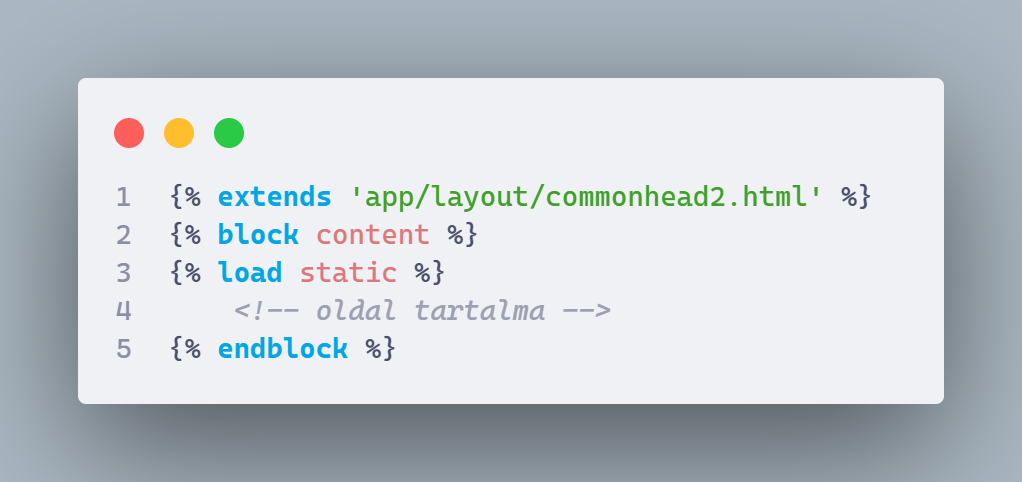 1 {% extends 'app/layout/commonhead2.html' %}
2 {% block content %}
3 {% load static %}
4     <!-- oldal tartalma -->
5 {% endblock %}